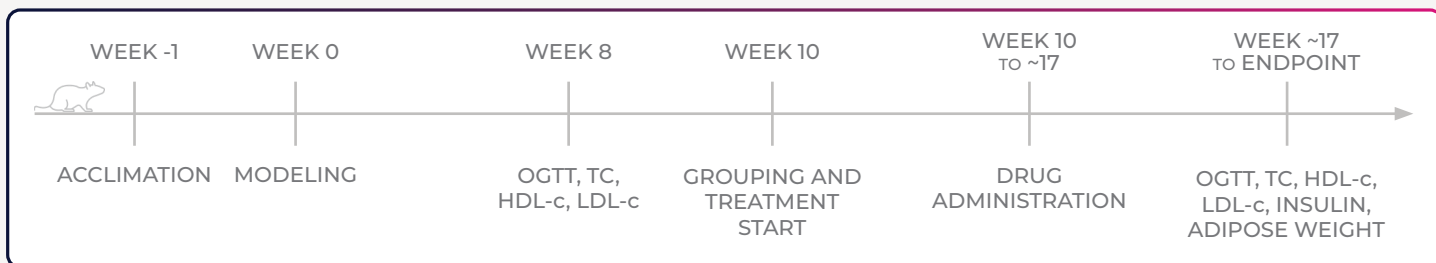 WEEK -1
WEEK 0
WEEK 8
WEEK 10
WEEK 10
TO ~17
WEEK ~17
TO ENDPOINT
ACCLIMATION
MODELING
OGTT, TC,
HDL-c, LDL-c
GROUPING AND
TREATMENT
START
DRUG
ADMINISTRATION
OGTT, TC, HDL-c,
LDL-c, INSULIN,
ADIPOSE WEIGHT